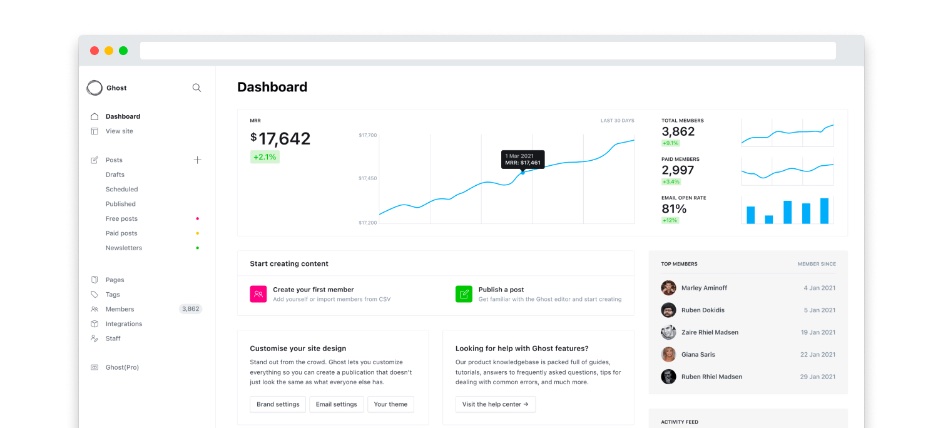 Ghost
Dashboard
View site
Posts
Drafts
Scheduled
Published
Free posts
Paid posts
Newsletters
Pages
Tags
Members 3,862
Integrations
Staff
Ghost(Pro)
Dashboard
MRR
LAST 30 DAYS
$17,642
+2.1%
$17,700
$17,450
$17,200
1 Mar 2021
MRR: $17,461
TOTAL MEMBERS
3,862
+9.1%
PAID MEMBERS
2,997
+3.4%
EMAIL OPEN RATE
81%
+12%
Start creating content
Create your first member
Add yourself or import members from CSV
Publish a post
Get familiar with the Ghost editor and start creating
Customise your site design
Stand out from the crowd. Ghost lets you customize
everything so you can create a publication that doesn't
just look the same as what everyone else has.
Brand settings Email settings Your theme
Looking for help with Ghost features?
Our product knowledgebase is packed full of guides,
tutorials, answers to frequently asked questions, tips for
dealing with common errors, and much more.
Visit the help center →
TOP MEMBERS MEMBER SINCE
Marley Aminoff 4 Jan 2021
Ruben Dokidis 5 Jan 2021
Zaire Rhiel Madsen 19 Jan 2021
Giana Saris 22 Jan 2021
Ruben Rhiel Madsen 29 Jan 2021
ACTIVITY FEED